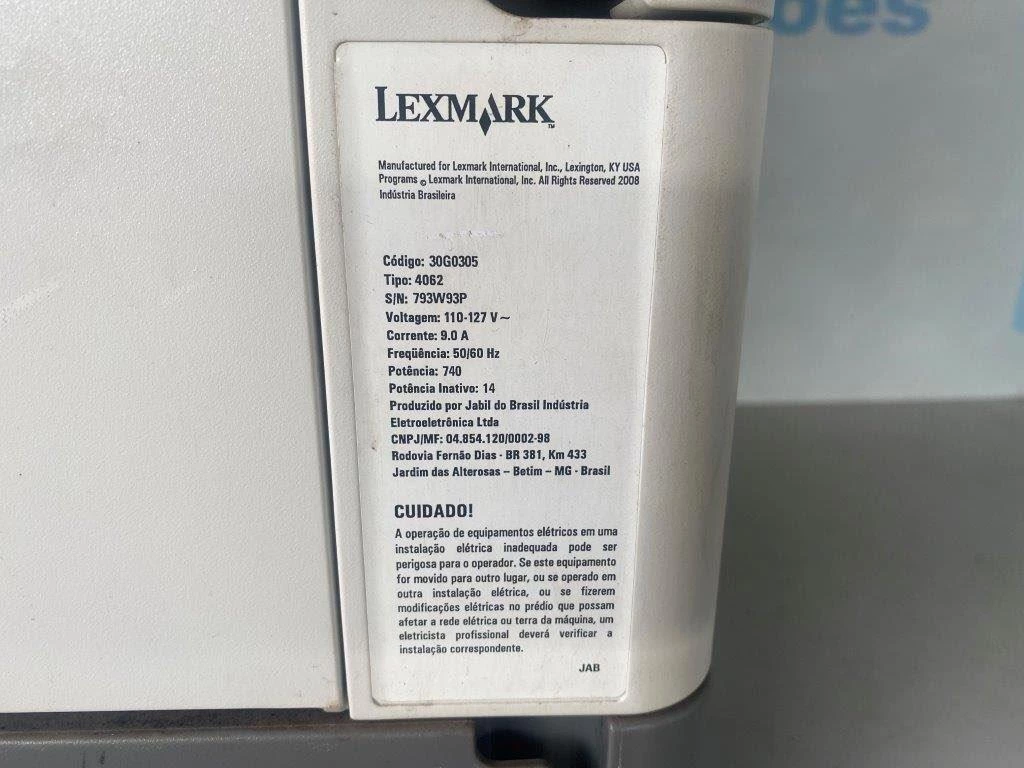 ões
LEXMARK
™
Manufactured for Lexmark International, Inc., Lexington, KY USA
Programs © Lexmark International, Inc. All Rights Reserved 2008
Indústria Brasileira
Código: 30G0305
Tipo: 4062
S/N: 793W93P
Voltagem: 110-127 V ~
Corrente: 9.0 A
Freqüência: 50/60 Hz
Potência: 740
Potência Inativo: 14
Produzido por Jabil do Brasil Indústria
Eletroeletrônica Ltda
CNPJ/MF: 04.854.120/0002-98
Rodovia Fernão Dias - BR 381, Km 433
Jardim das Alterosas – Betim – MG - Brasil
CUIDADO!
A operação de equipamentos elétricos em uma
instalação elétrica inadequada pode ser
perigosa para o operador. Se este equipamento
for movido para outro lugar, ou se operado em
outra instalação elétrica, ou se fizerem
modificações elétricas no prédio que possam
afetar a rede elétrica ou terra da máquina, um
eletricista profissional deverá verificar a
instalação correspondente.
JAB